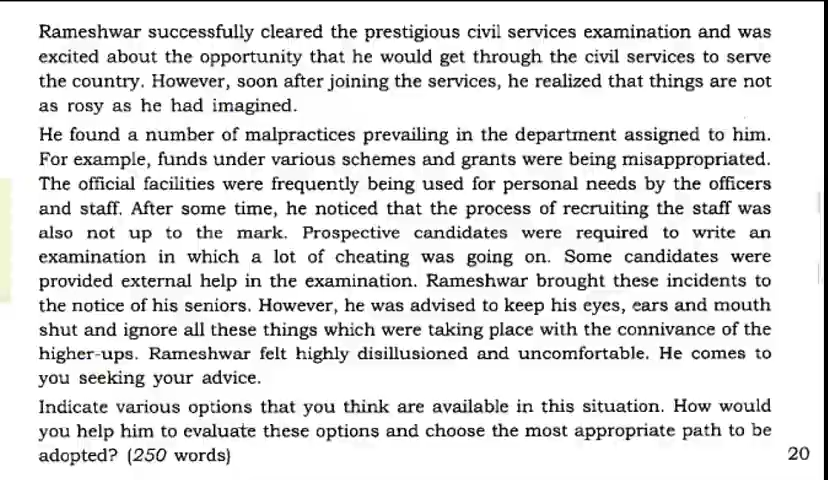 Rameshwar successfully cleared the prestigious civil services examination and was
excited about the opportunity that he would get through the civil services to serve
the country. However, soon after joining the services, he realized that things are not
as rosy as he had imagined.
He found a number of malpractices prevailing in the department assigned to him.
For example, funds under various schemes and grants were being misappropriated.
The official facilities were frequently being used for personal needs by the officers
and staff. After some time, he noticed that the process of recruiting the staff was
also not up to the mark. Prospective candidates were required to write an
examination in which a lot of cheating was going on. Some candidates were
provided external help in the examination. Rameshwar brought these incidents to
the notice of his seniors. However, he was advised to keep his eyes, ears and mouth
shut and ignore all these things which were taking place with the connivance of the
higher-ups. Rameshwar felt highly disillusioned and uncomfortable. He comes to
you seeking your advice.
Indicate various options that you think are available in this situation. How would
you help him to evaluate these options and choose the most appropriate path to be
adopted? (250 words) 20